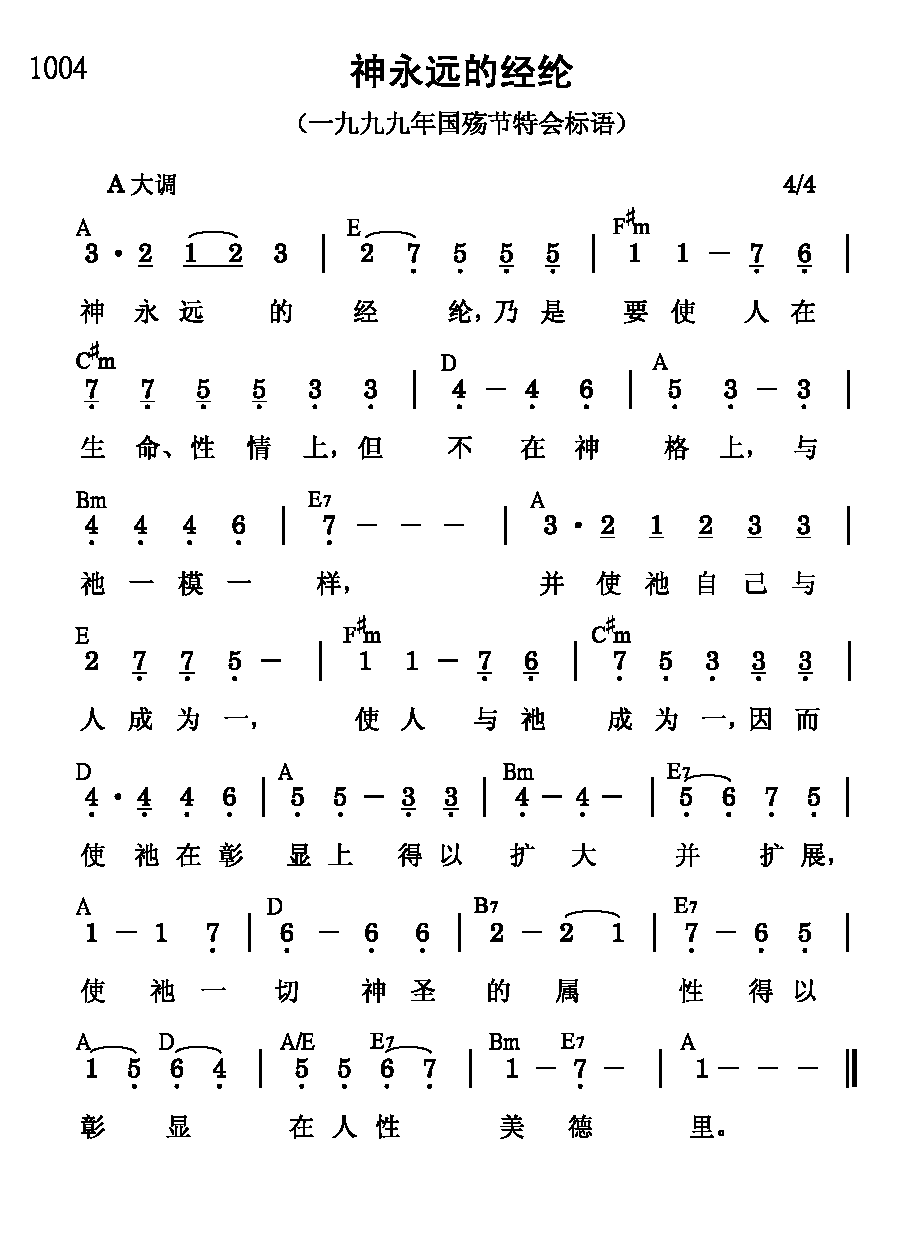 1004
神永远的经纶
（一九九九年国殇节特会标语）
A大调 4/4
A E F♯m
3 · 2 1 2 3 | 2 7 5 5 5 | 1 1 – 7 6 |
神 永 远 的 经 纶, 乃 是 要 使 人 在
C♯m D A
7 7 5 5 3 3 | 4 – 4 6 | 5 3 – 3 |
生 命、性 情 上, 但 不 在 神 格 上, 与
Bm E7 A
4 4 4 6 | 7 – – – | 3 · 2 1 2 3 3 |
祂 一 模 一 样, 并 使 祂 自 己 与
E F♯m C♯m
2 7 7 5 – | 1 1 – 7 6 | 7 5 3 3 3 |
人 成 为 一, 使 人 与 祂 成 为 一, 因 而
D A Bm E7
4 · 4 4 6 | 5 5 – 3 3 | 4 – 4 – | 5 6 7 5 |
使 祂 在 彰 显 上 得 以 扩 大 并 扩 展,
A D B7 E7
1 – 1 7 | 6 – 6 6 | 2 – 2 1 | 7 – 6 5 |
使 祂 一 切 神 圣 的 属 性 得 以
A D A/E E7 Bm E7 A
1 5 6 4 | 5 5 6 7 | 1 – 7 – | 1 – – – ‖
彰 显 在 人 性 美 德 里。